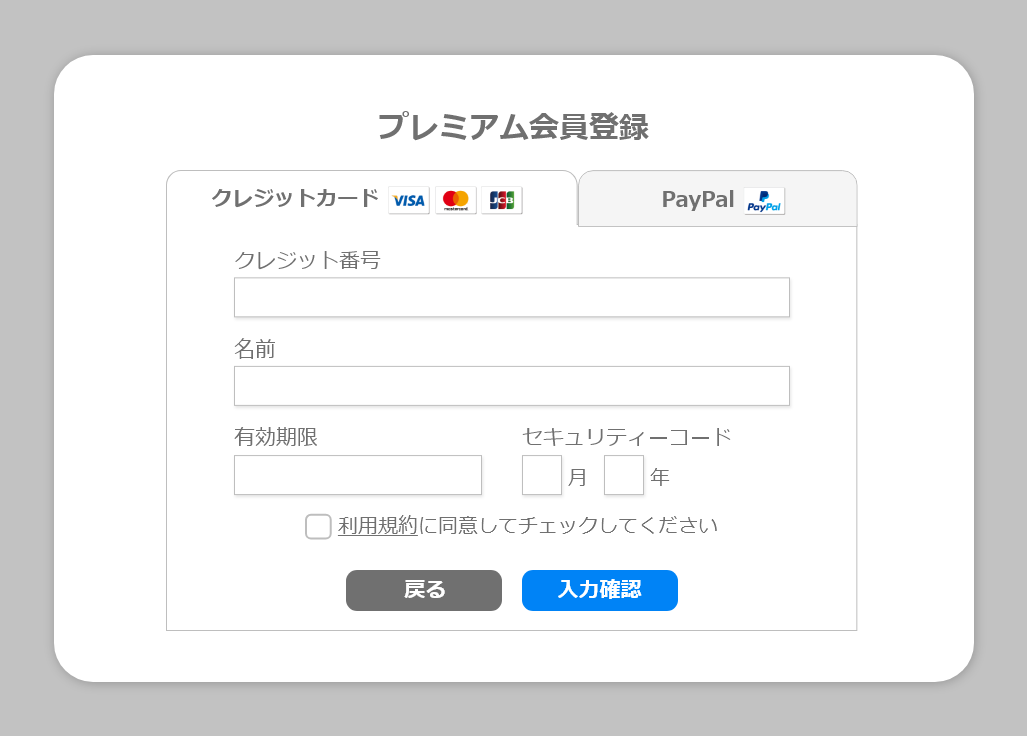 プレミアム会員登録
クレジットカード VISA mastercard JCB PayPal PayPal
クレジット番号
名前
有効期限 セキュリティーコード
月 年
利用規約に同意してチェックしてください
戻る 入力確認